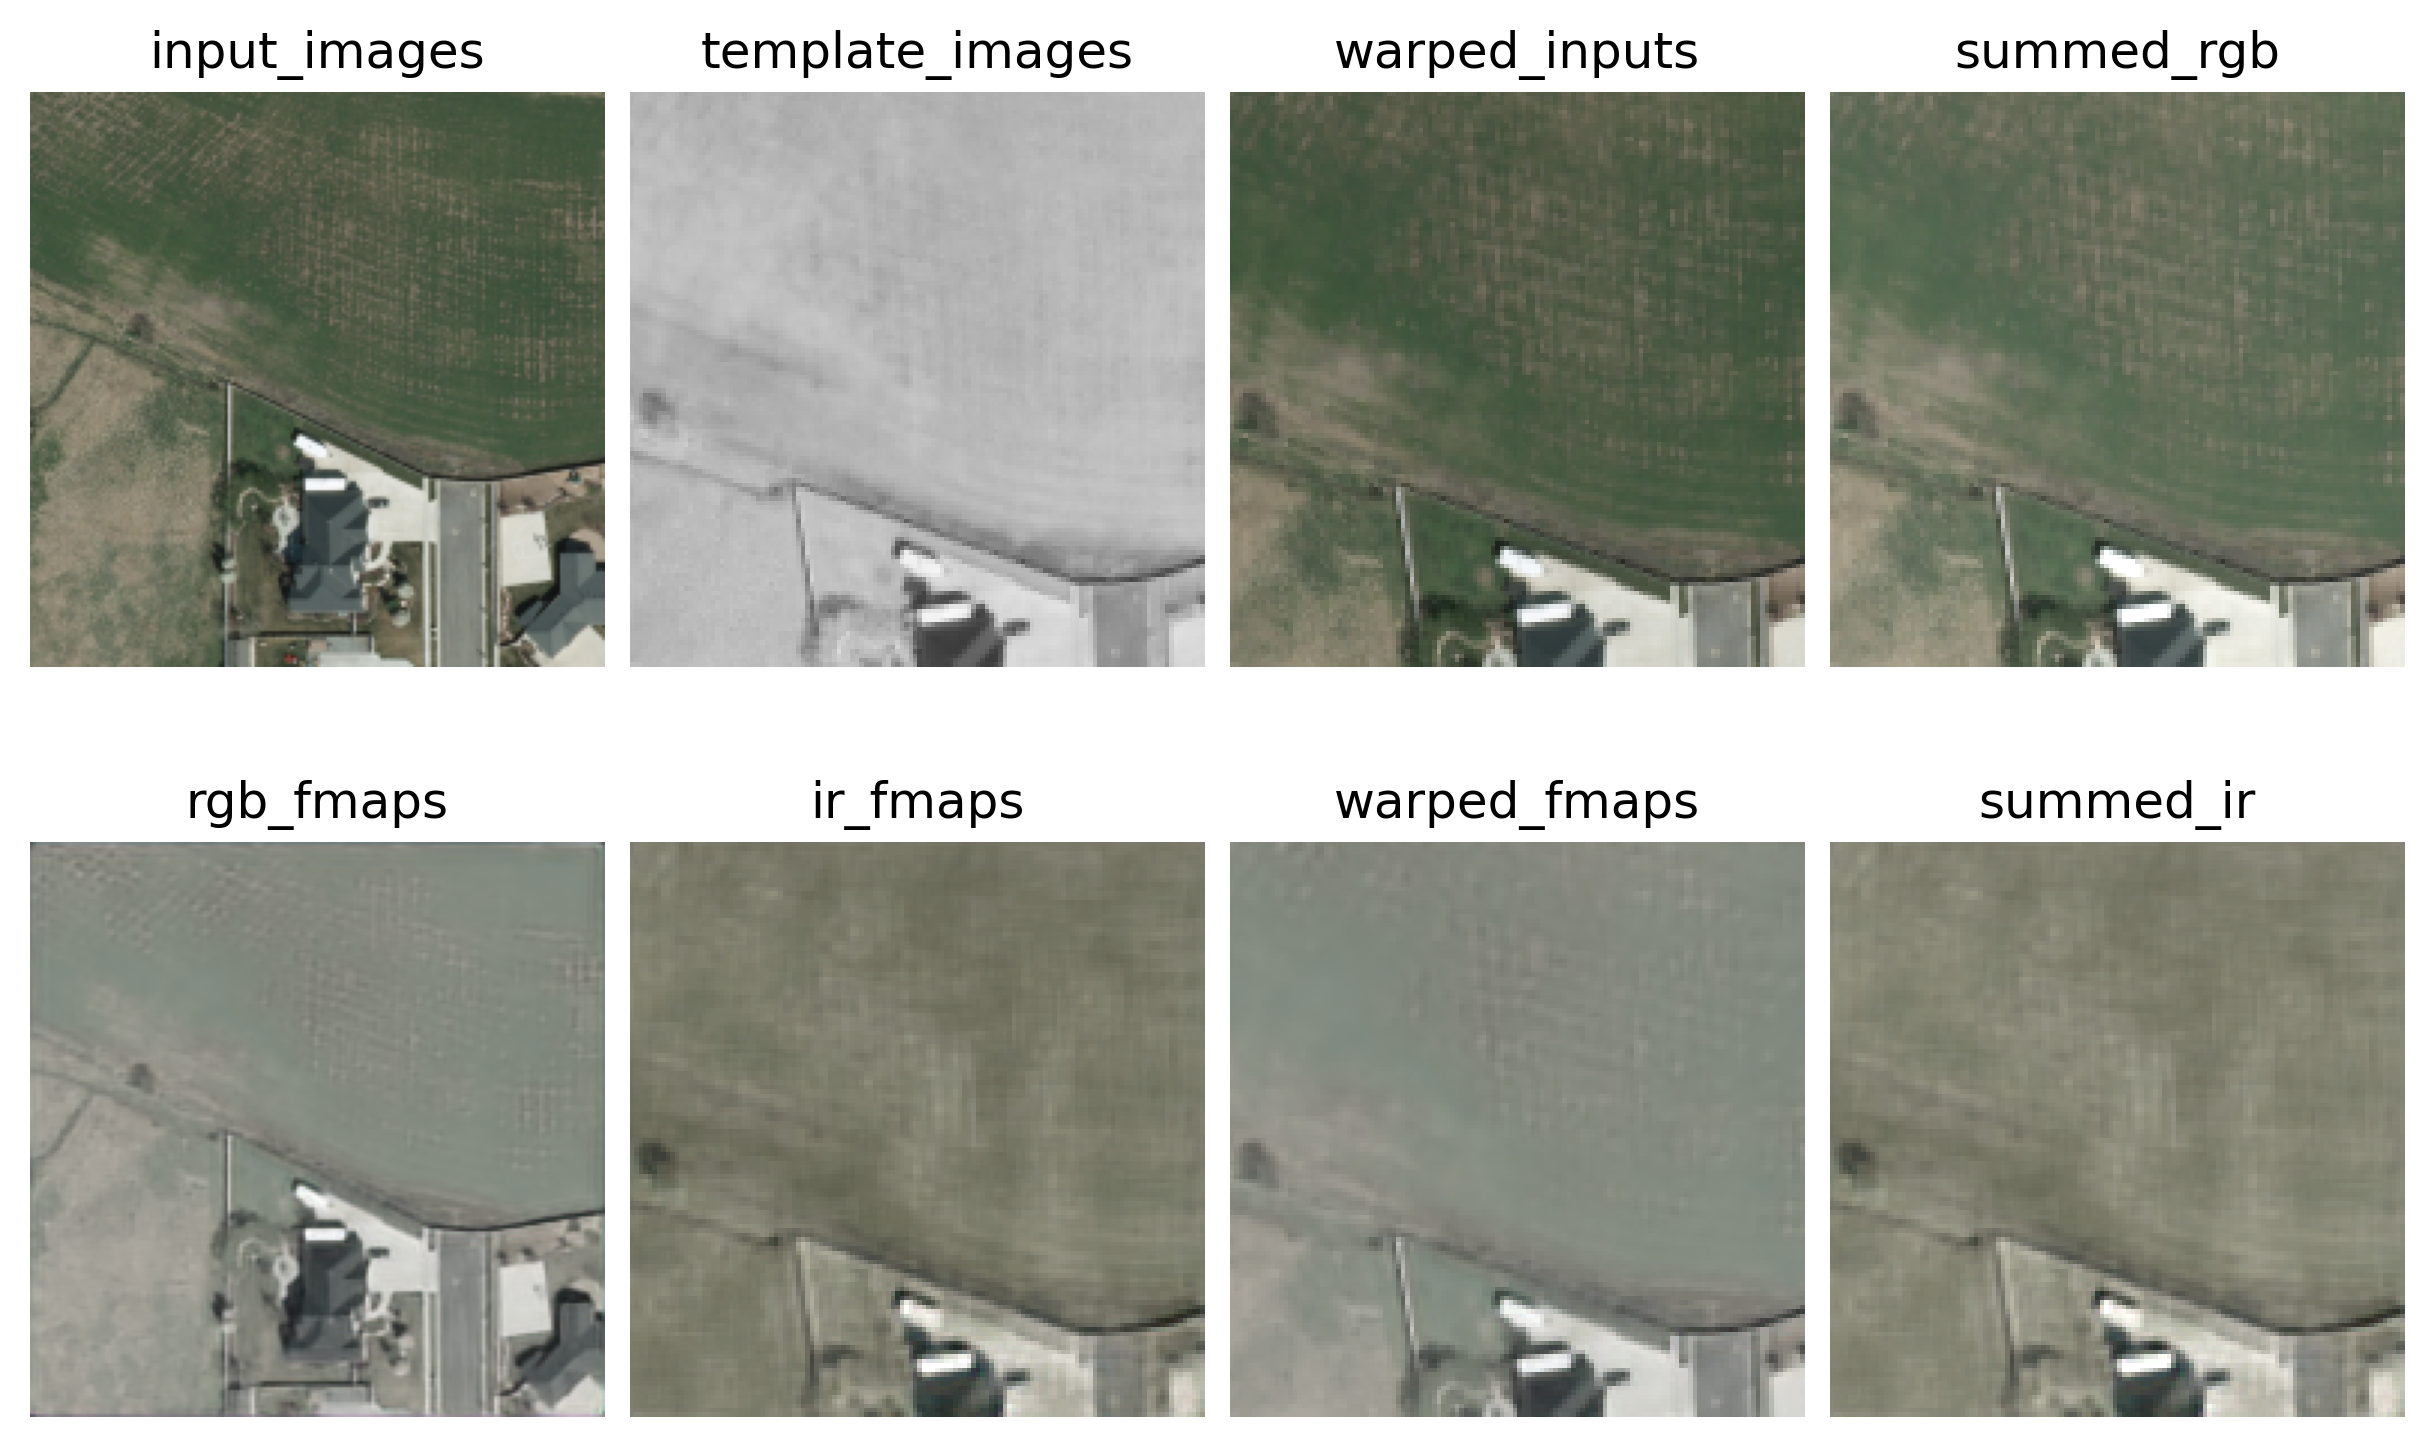 input_images
template_images
warped_inputs
summed_rgb
rgb_fmaps
ir_fmaps
warped_fmaps
summed_ir